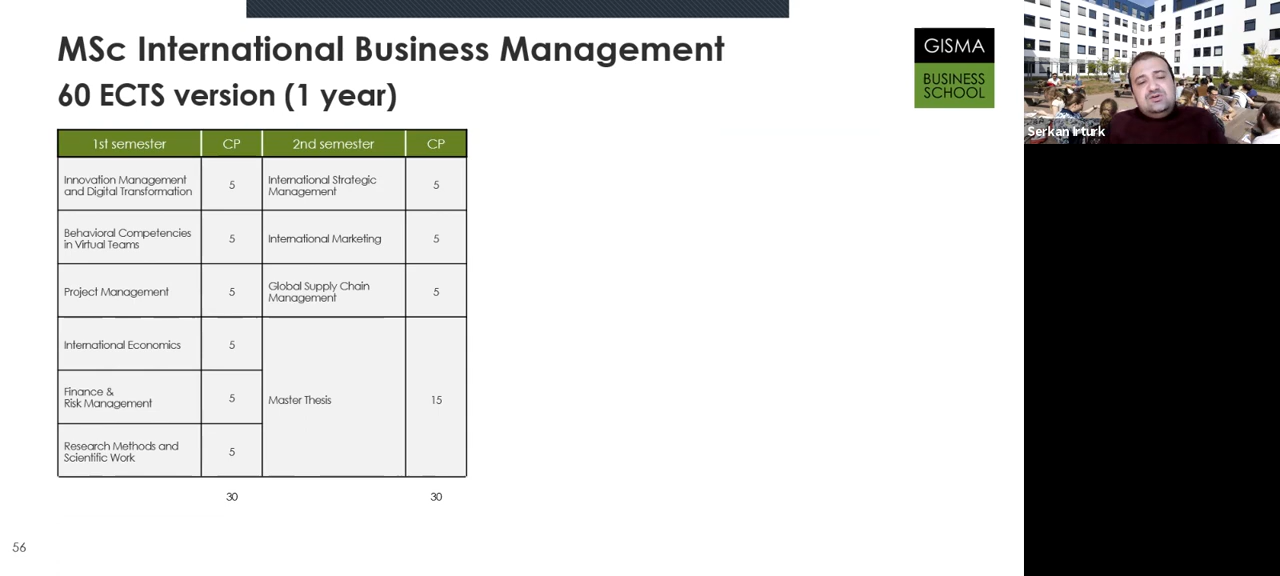 MSc International Business Management
60 ECTS version (1 year)
GISMA
BUSINESS
SCHOOL
Serkan Irturk
1st semester CP 2nd semester CP
Innovation Management
and Digital Transformation
5
International Strategic
Management
5
Behavioral Competencies
in Virtual Teams
5
International Marketing
5
Project Management
5
Global Supply Chain
Management
5
International Economics
5
Finance &
Risk Management
5
Master Thesis
15
Research Methods and
Scientific Work
5
30 30
56